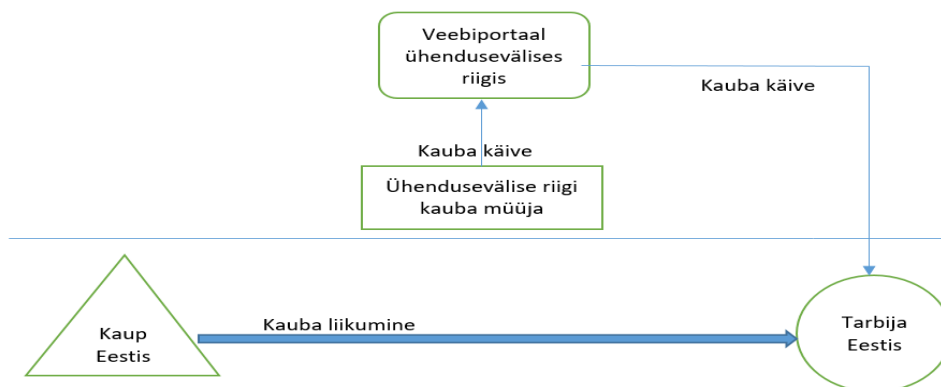 Veebiportaal
ühendusevälises
riigis
Kauba käive
Kauba käive
Ühendusevälise riigi
kauba müüja
Kaup
Eestis
Kauba liikumine
Tarbija
Eestis